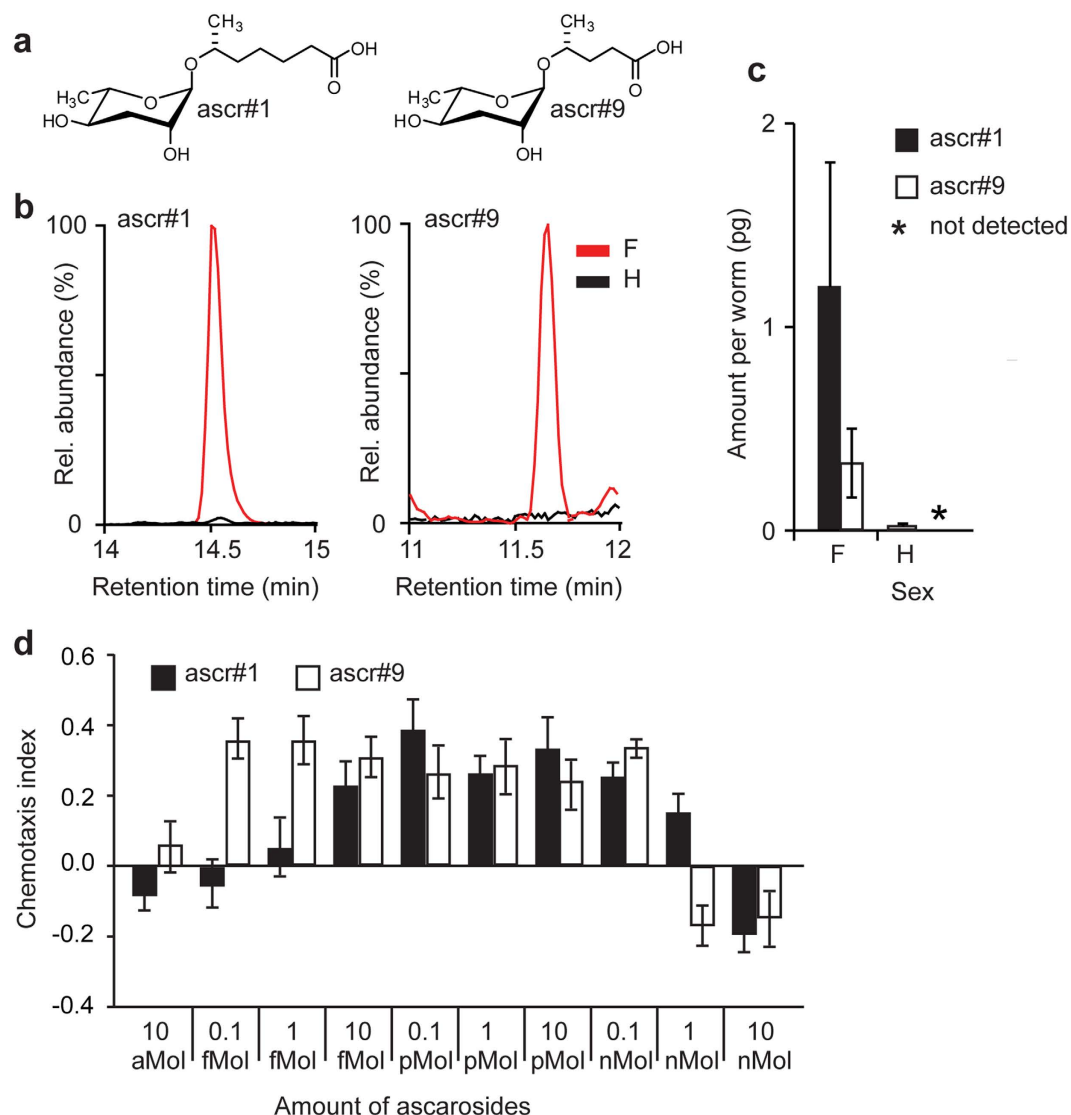 a
CH3
O
OH
O
H3C
O
HO
OH
ascr#1
CH3
O
OH
O
H3C
O
HO
OH
ascr#9
b
ascr#1
100
Rel. abundance (%)
0
14
14.5
15
Retention time (min)
ascr#9
100
Rel. abundance (%)
0
11
11.5
12
Retention time (min)
F
H
c
2
1
0
Amount per worm (pg)
ascr#1
ascr#9
* not detected
*
F
H
Sex
d
ascr#1
ascr#9
0.6
0.4
0.2
0.0
-0.2
-0.4
Chemotaxis index
10 0.1 1 10 0.1 1 10 0.1 1 10
aMol fMol fMol fMol pMol pMol pMol nMol nMol nMol
Amount of ascarosides